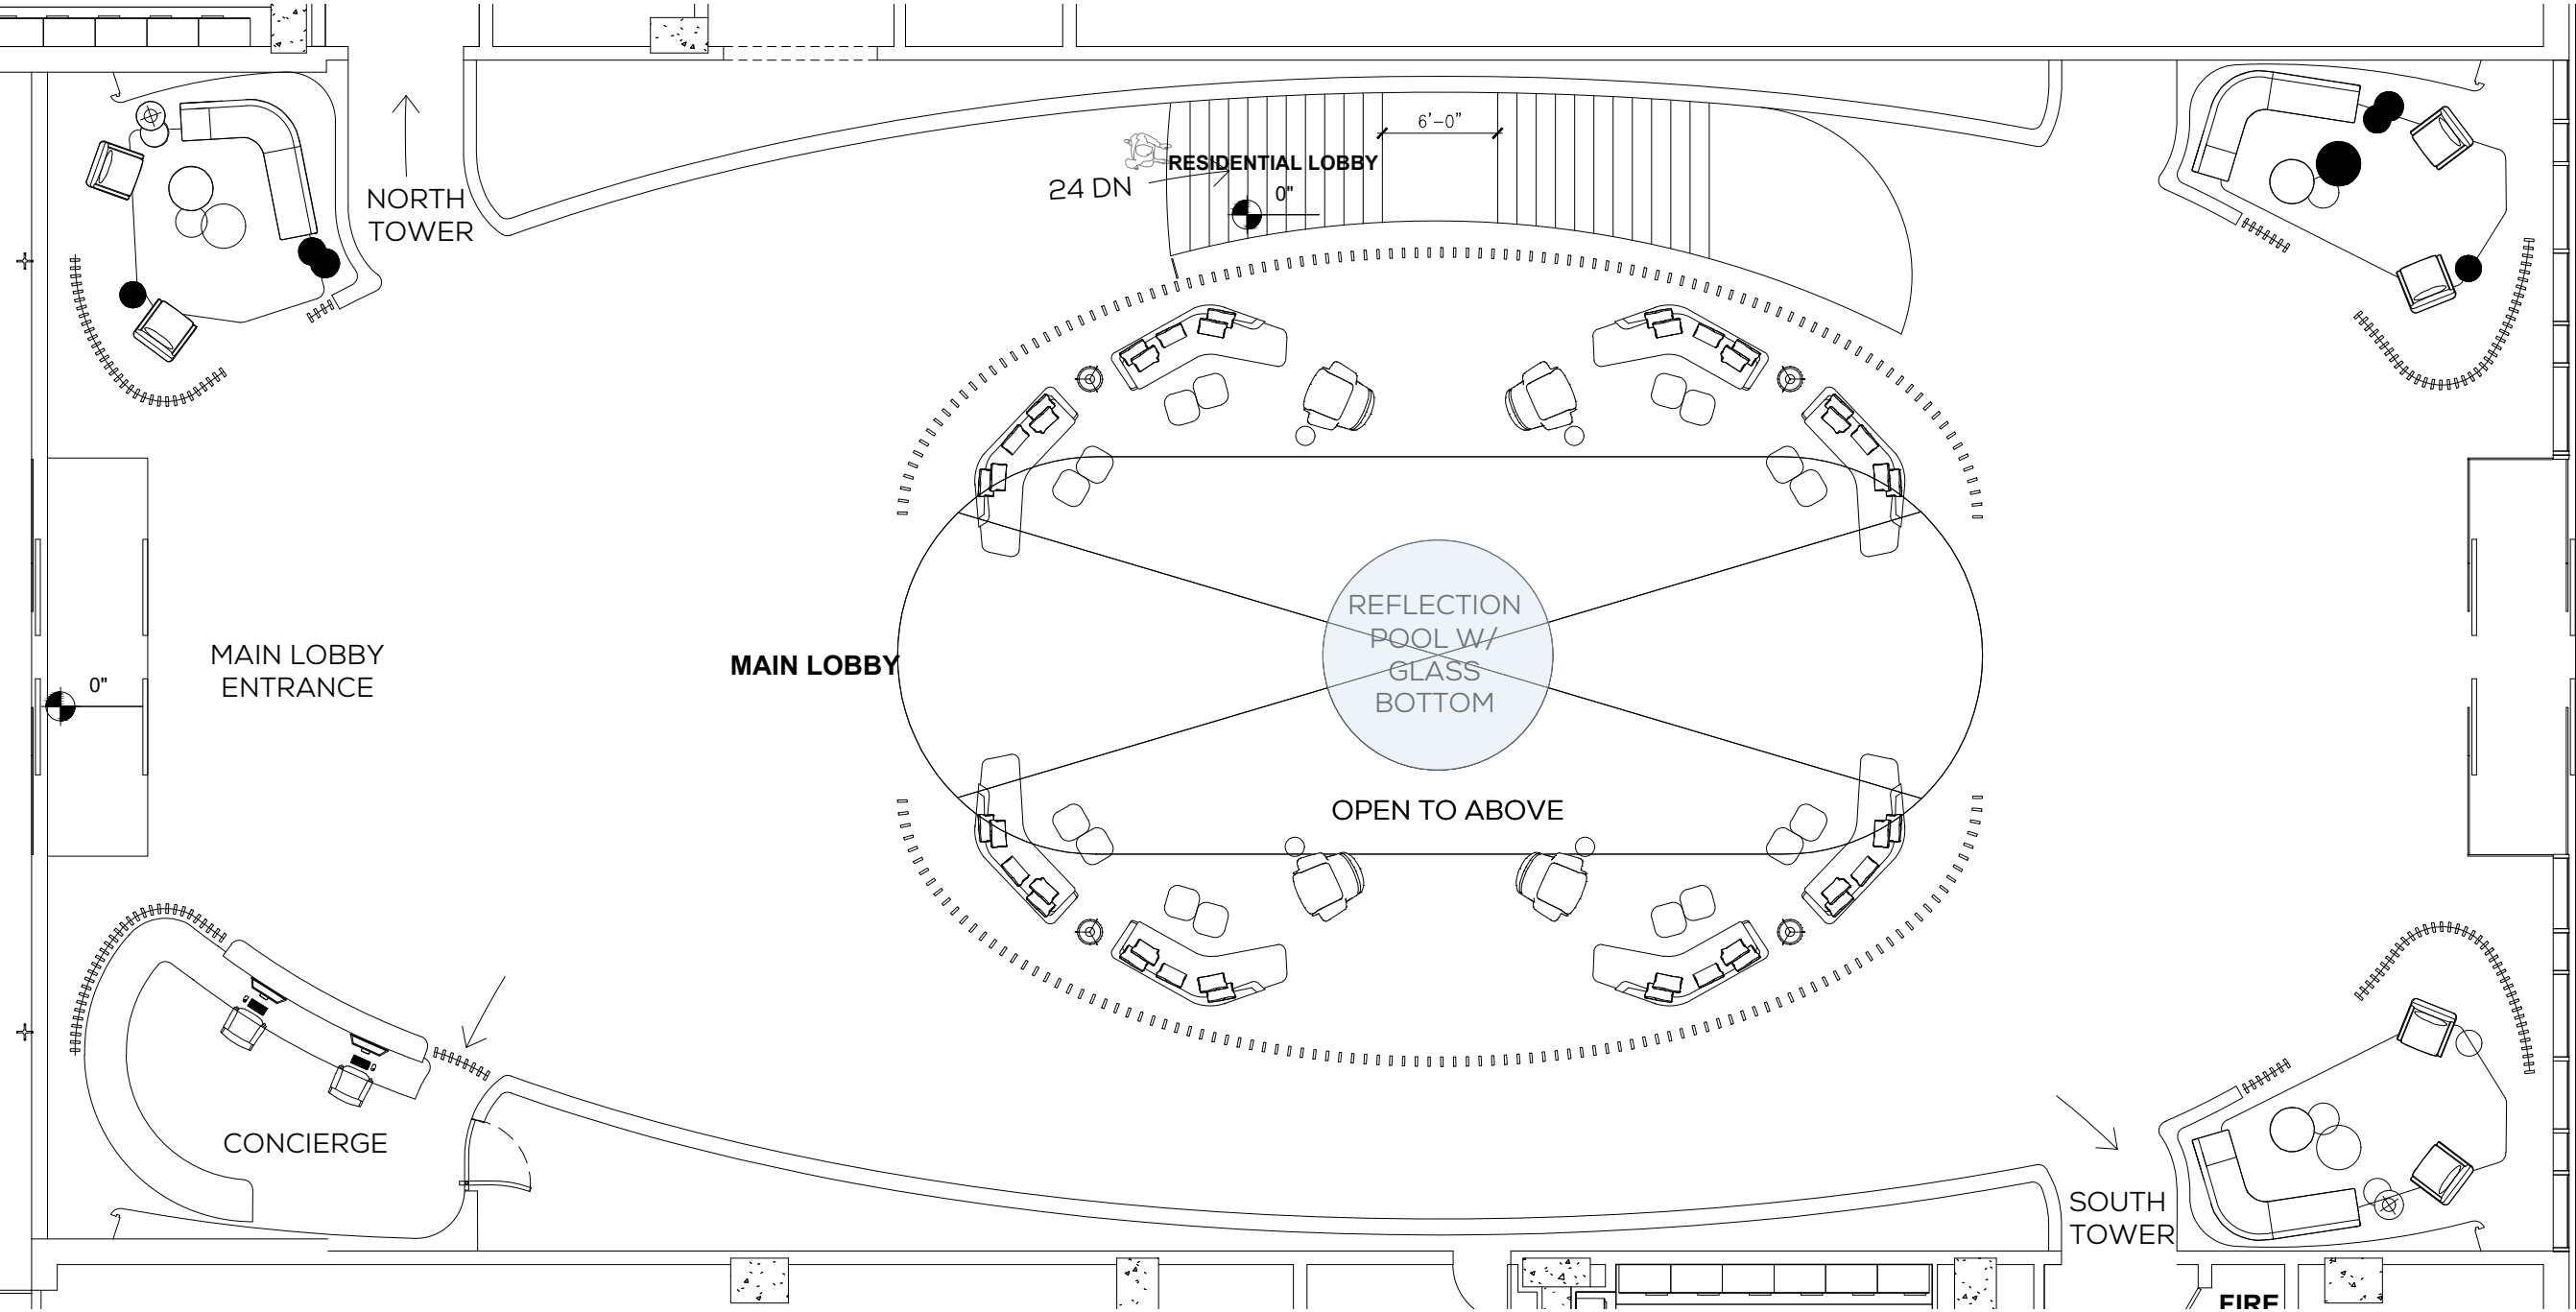 6'-0"
RESIDENTIAL LOBBY
24 DN
0"
NORTH
TOWER
REFLECTION
POOL W/
GLASS
BOTTOM
MAIN LOBBY
ENTRANCE
MAIN LOBBY
0"
OPEN TO ABOVE
CONCIERGE
SOUTH
TOWER
FIRE